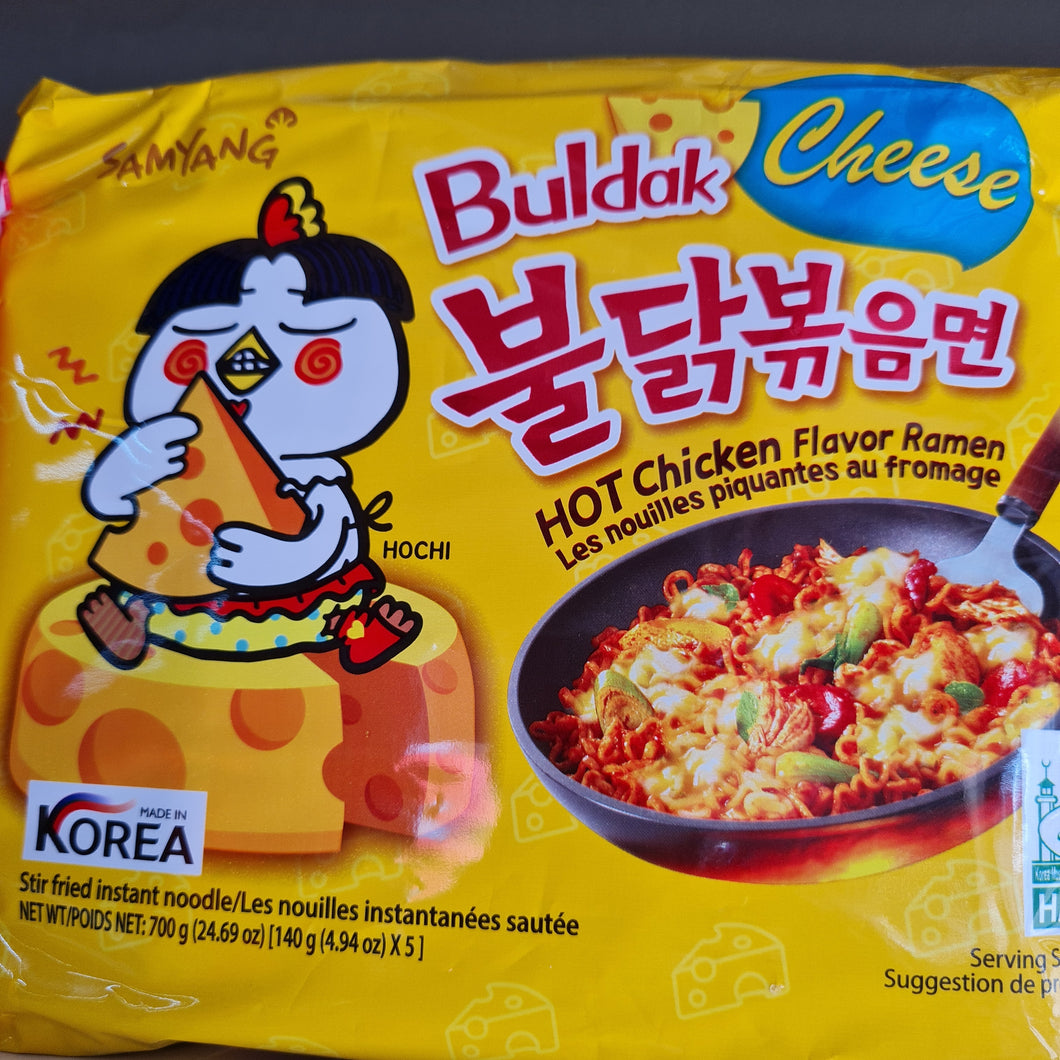 SAMYANG
Buldak
Cheese
불닭볶음면
HOT Chicken Flavor Ramen
Les nouilles piquantes au fromage
HOCHI
MADE IN
KOREA
Stir fried instant noodle/Les nouilles instantanées sautée
NET WT/POIDS NET: 700 g (24.69 oz) [140 g (4.94 oz) X 5 ]
Korea
Serving
Suggestion de